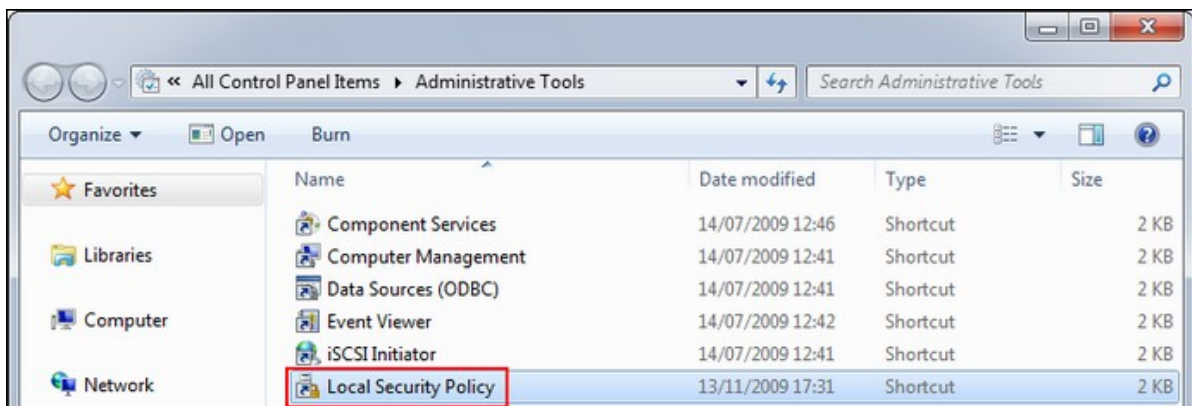 « All Control Panel Items ▸ Administrative Tools Search Administrative Tools
Organize Open Burn
Favorites Name Date modified Type Size
Component Services 14/07/2009 12:46 Shortcut 2 KB
Libraries Computer Management 14/07/2009 12:41 Shortcut 2 KB
Data Sources (ODBC) 14/07/2009 12:41 Shortcut 2 KB
Computer Event Viewer 14/07/2009 12:42 Shortcut 2 KB
iSCSI Initiator 14/07/2009 12:41 Shortcut 2 KB
Network Local Security Policy 13/11/2009 17:31 Shortcut 2 KB